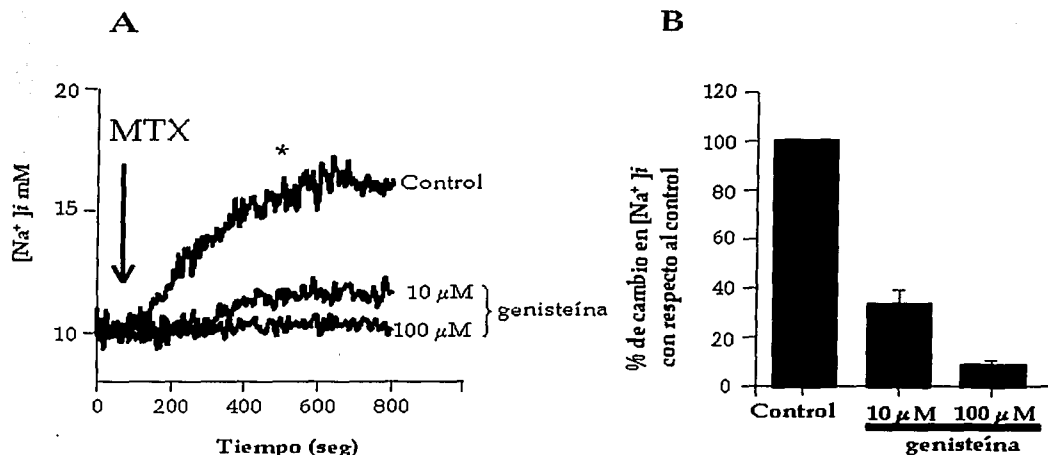 A
20
MTX
*
[Na⁺]i mM
15
Control
10 μM
100 μM
genisteína
10
0 200 400 600 800
Tiempo (seg)
B
% de cambio en [Na⁺]i
con respecto al control
120
100
80
60
40
20
0
Control 10 μM 100 μM
genisteína